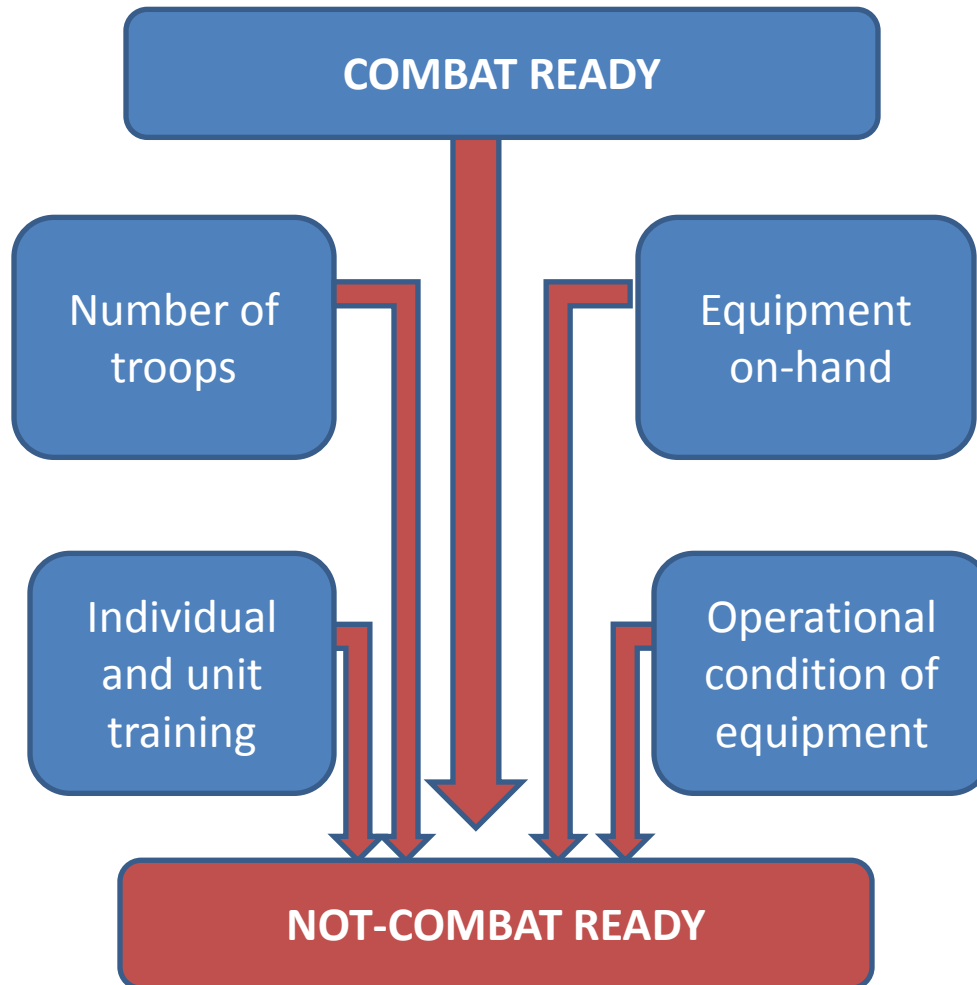 COMBAT READY
Number of
troops
Equipment
on-hand
Individual
and unit
training
Operational
condition of
equipment
NOT-COMBAT READY